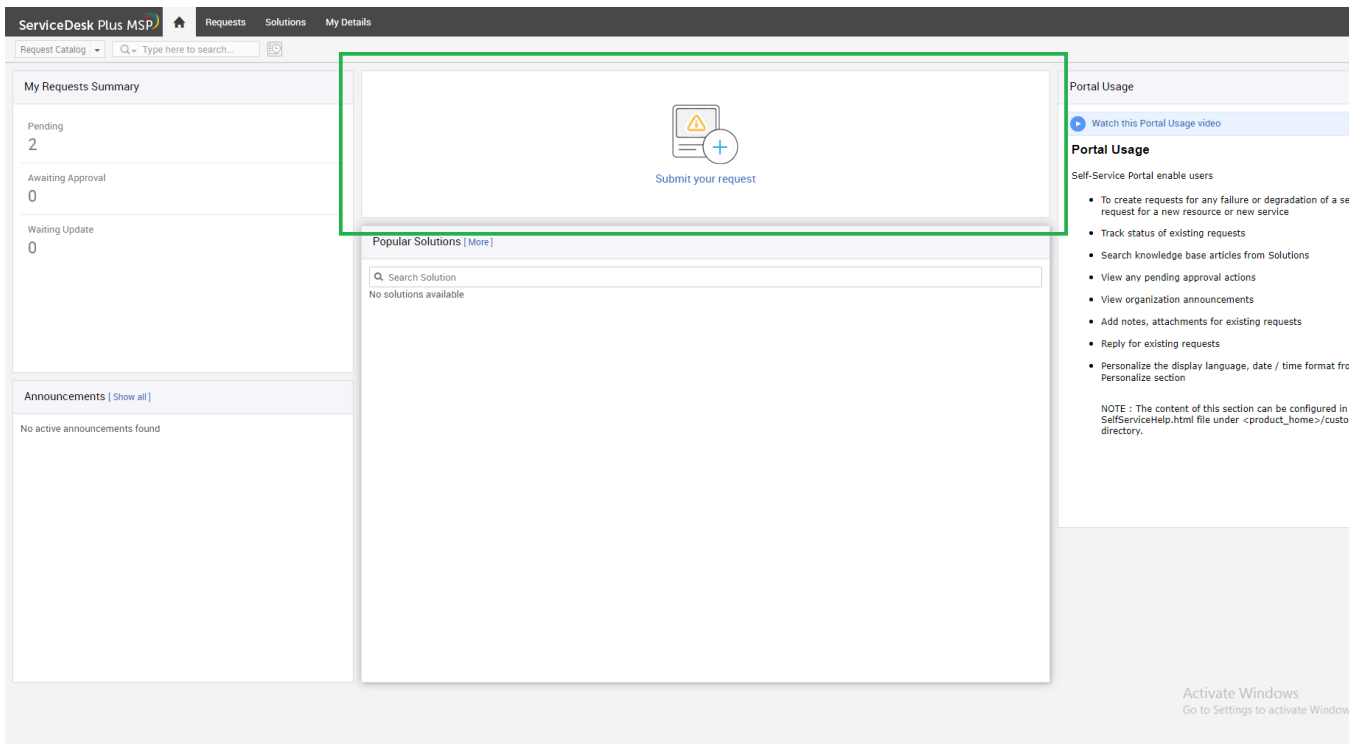 ServiceDesk Plus MSP Requests Solutions My Details
Request Catalog Type here to search...
My Requests Summary
Pending
2
Awaiting Approval
0
Waiting Update
0
Announcements [ Show all ]
No active announcements found
Submit your request
Popular Solutions [ More ]
Search Solution
No solutions available
Portal Usage
Watch this Portal Usage video
Portal Usage
Self-Service Portal enable users
To create requests for any failure or degradation of a se
request for a new resource or new service
Track status of existing requests
Search knowledge base articles from Solutions
View any pending approval actions
View organization announcements
Add notes, attachments for existing requests
Reply for existing requests
Personalize the display language, date / time format fro
Personalize section
NOTE : The content of this section can be configured in
SelfServiceHelp.html file under <product_home>/custo
directory.
Activate Windows
Go to Settings to activate Window